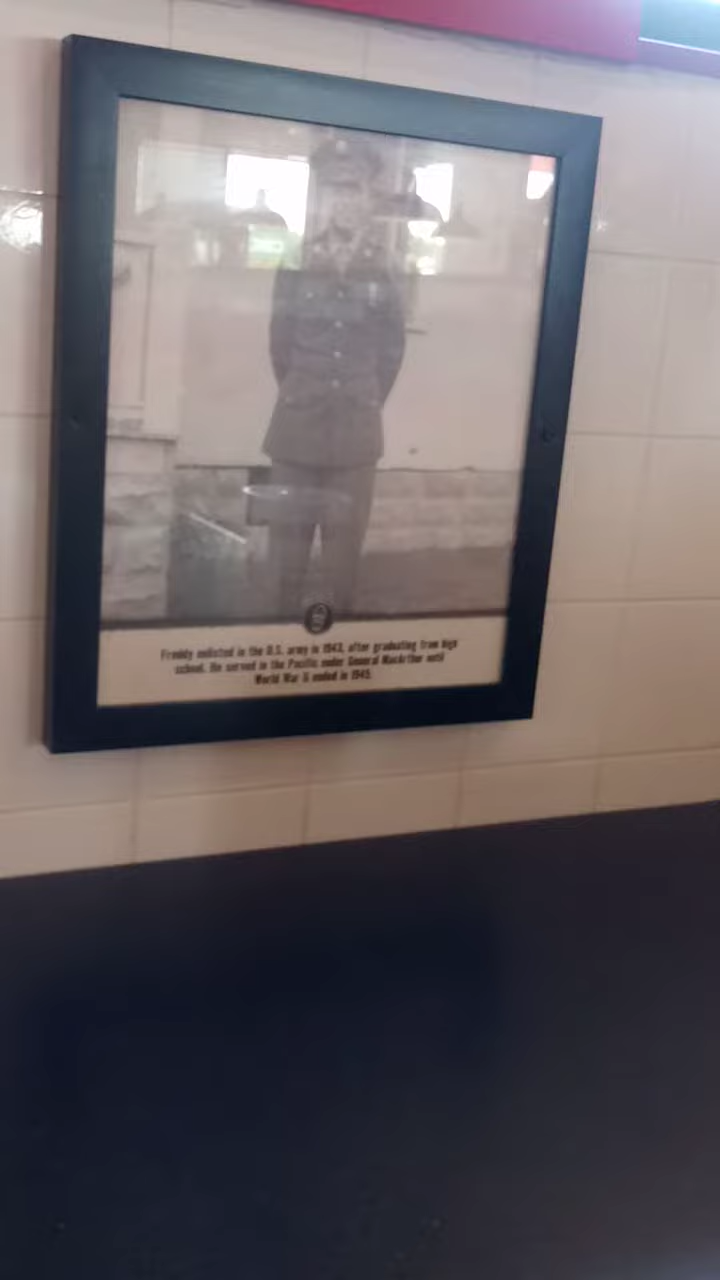 Freddy enlisted in the U.S. army in 1943, after graduating from high
school. He served in the Pacific under General MacArthur until
World War II ended in 1945.